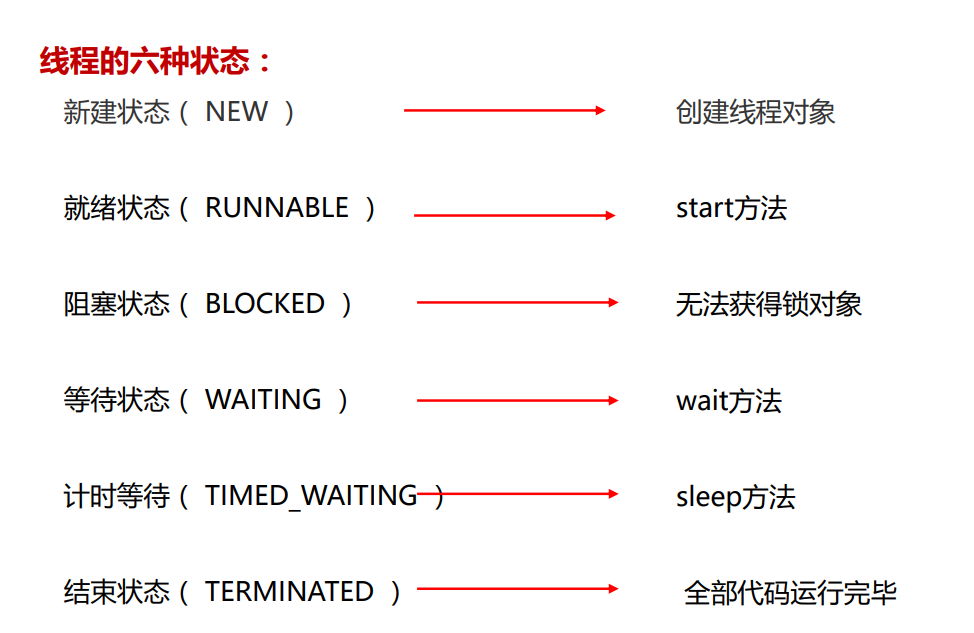 线程的六种状态：
新建状态（ NEW ） 创建线程对象
就绪状态（ RUNNABLE ） start方法
阻塞状态（ BLOCKED ） 无法获得锁对象
等待状态（ WAITING ） wait方法
计时等待（ TIMED_WAITING ） sleep方法
结束状态（ TERMINATED ） 全部代码运行完毕